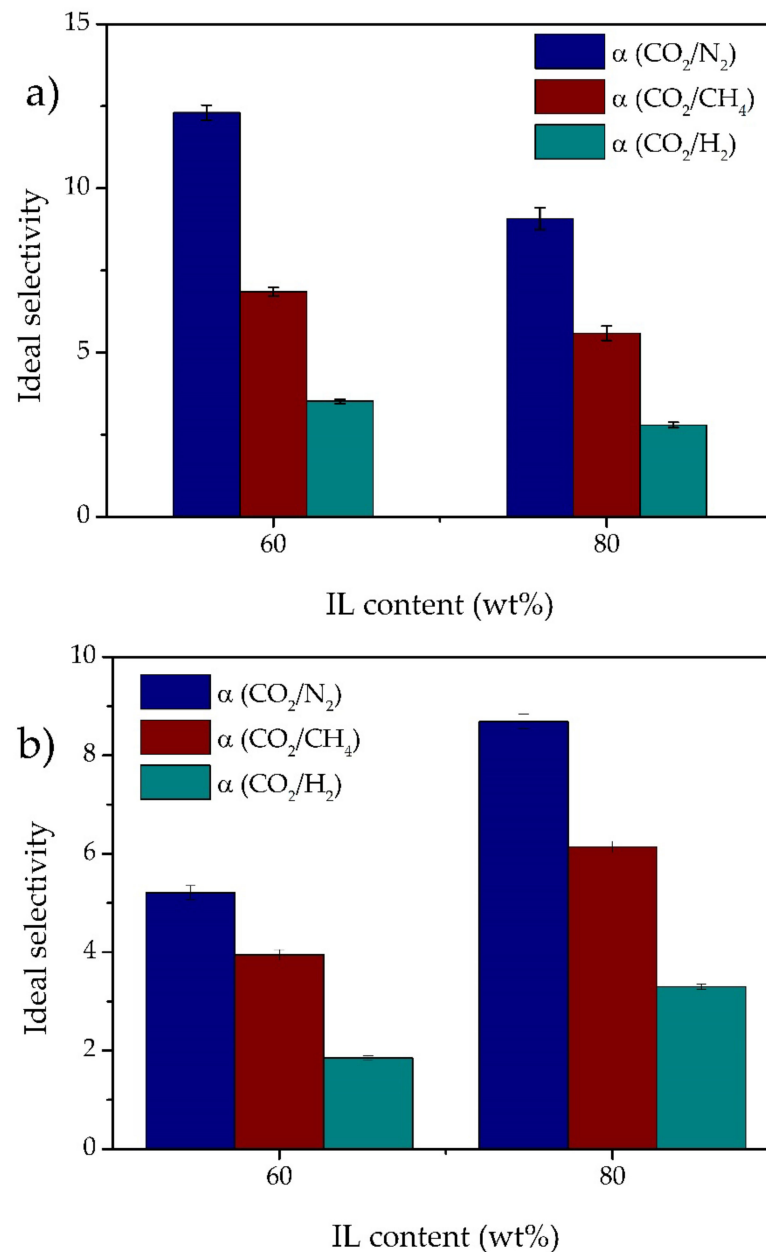 a)
15
10
5
0
Ideal selectivity
α (CO₂/N₂)
α (CO₂/CH₄)
α (CO₂/H₂)
60
80
IL content (wt%)
b)
10
8
6
4
2
0
Ideal selectivity
α (CO₂/N₂)
α (CO₂/CH₄)
α (CO₂/H₂)
60
80
IL content (wt%)